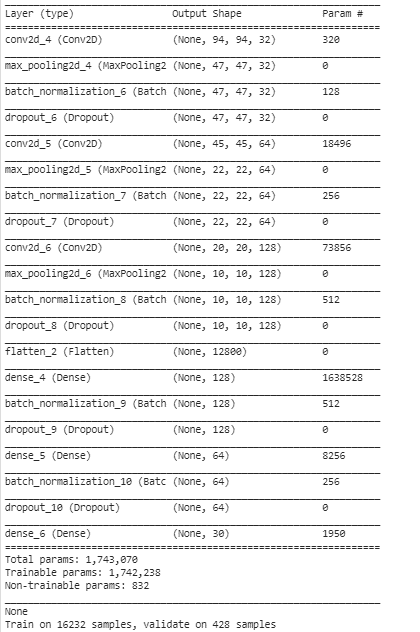 Layer (type) Output Shape Param #
conv2d_4 (Conv2D) (None, 94, 94, 32) 320
max_pooling2d_4 (MaxPooling2 (None, 47, 47, 32) 0
batch_normalization_6 (Batch (None, 47, 47, 32) 128
dropout_6 (Dropout) (None, 47, 47, 32) 0
conv2d_5 (Conv2D) (None, 45, 45, 64) 18496
max_pooling2d_5 (MaxPooling2 (None, 22, 22, 64) 0
batch_normalization_7 (Batch (None, 22, 22, 64) 256
dropout_7 (Dropout) (None, 22, 22, 64) 0
conv2d_6 (Conv2D) (None, 20, 20, 128) 73856
max_pooling2d_6 (MaxPooling2 (None, 10, 10, 128) 0
batch_normalization_8 (Batch (None, 10, 10, 128) 512
dropout_8 (Dropout) (None, 10, 10, 128) 0
flatten_2 (Flatten) (None, 12800) 0
dense_4 (Dense) (None, 128) 1638528
batch_normalization_9 (Batch (None, 128) 512
dropout_9 (Dropout) (None, 128) 0
dense_5 (Dense) (None, 64) 8256
batch_normalization_10 (Batc (None, 64) 256
dropout_10 (Dropout) (None, 64) 0
dense_6 (Dense) (None, 30) 1950
Total params: 1,743,070
Trainable params: 1,742,238
Non-trainable params: 832
None
Train on 16232 samples, validate on 428 samples